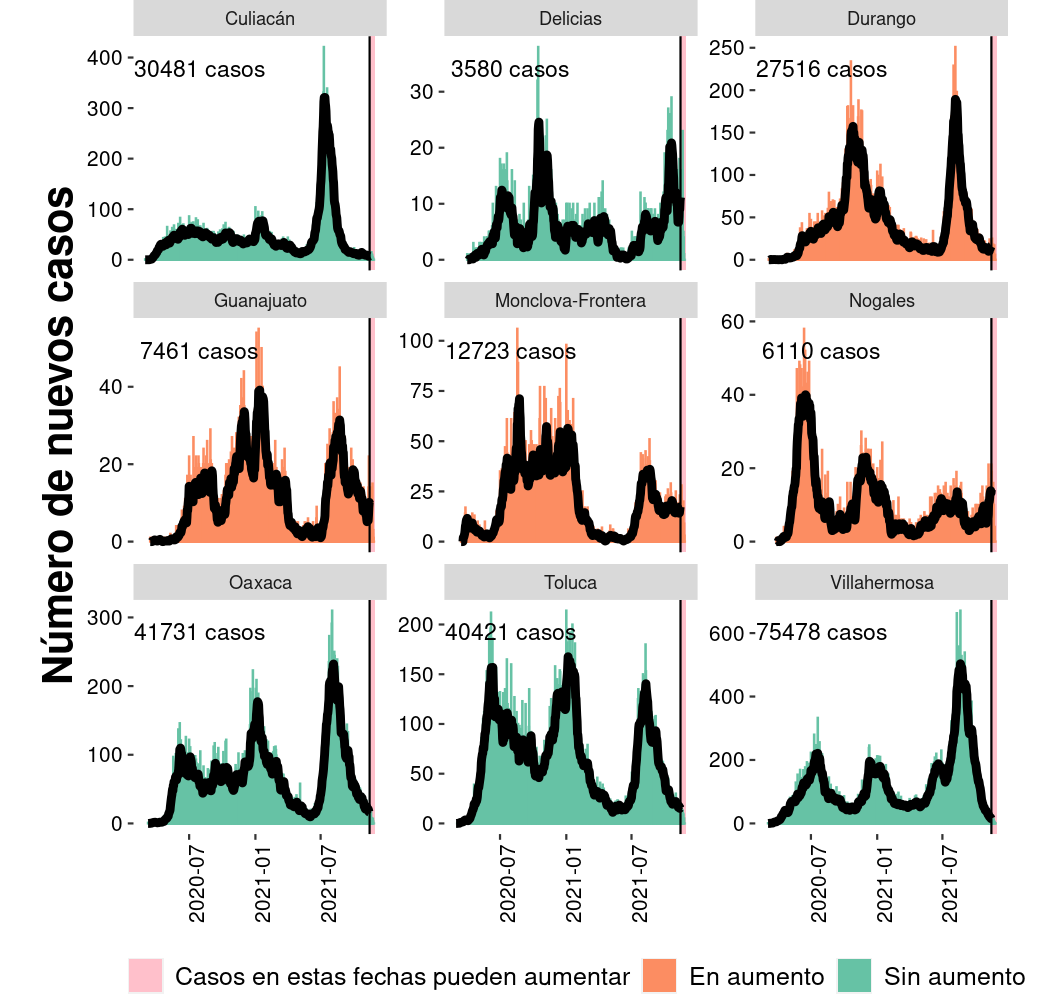 Número de nuevos casos
Culiacán
Delicias
Durango
400
300
200
100
0
30481 casos
30
20
10
0
3580 casos
250
200
150
100
50
0
27516 casos
Guanajuato
Monclova-Frontera
Nogales
40
20
0
7461 casos
100
75
50
25
0
12723 casos
60
40
20
0
6110 casos
Oaxaca
Toluca
Villahermosa
300
200
100
0
41731 casos
200
150
100
50
0
40421 casos
600
400
200
0
75478 casos
2020-07
2021-01
2021-07
2020-07
2021-01
2021-07
2020-07
2021-01
2021-07
Casos en estas fechas pueden aumentar
En aumento
Sin aumento